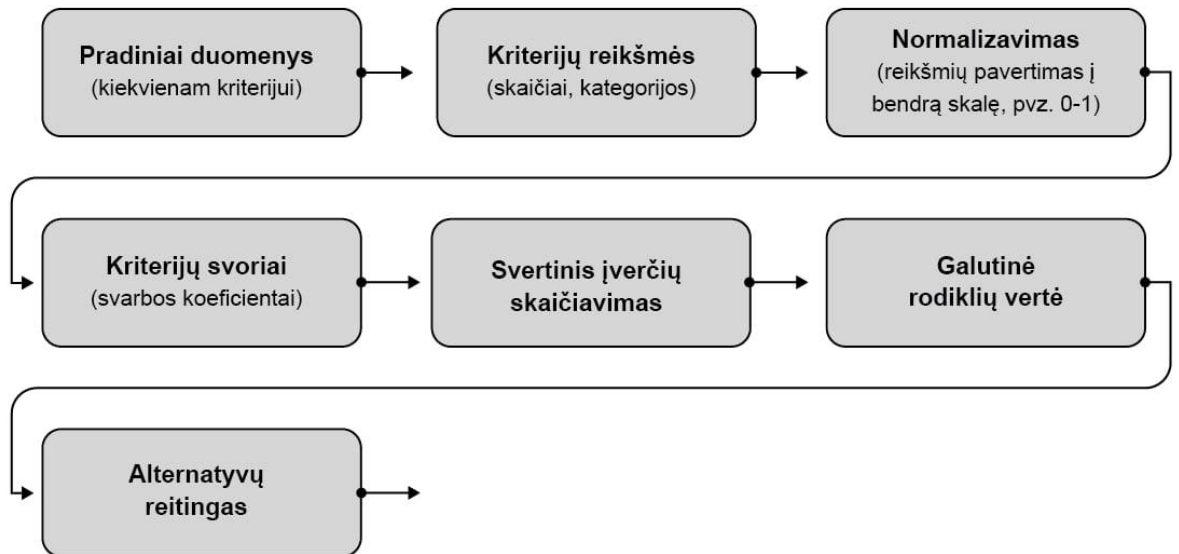 Pradiniai duomenys
(kiekvienam kriterijui)
Kriterijų reikšmės
(skaičiai, kategorijos)
Normalizavimas
(reikšmių pavertimas į
bendrą skalę, pvz. 0-1)
Kriterijų svoriai
(svarbos koeficientai)
Svertinis įverčių
skaičiavimas
Galutinė
rodiklių vertė
Alternatyvų
reitingas